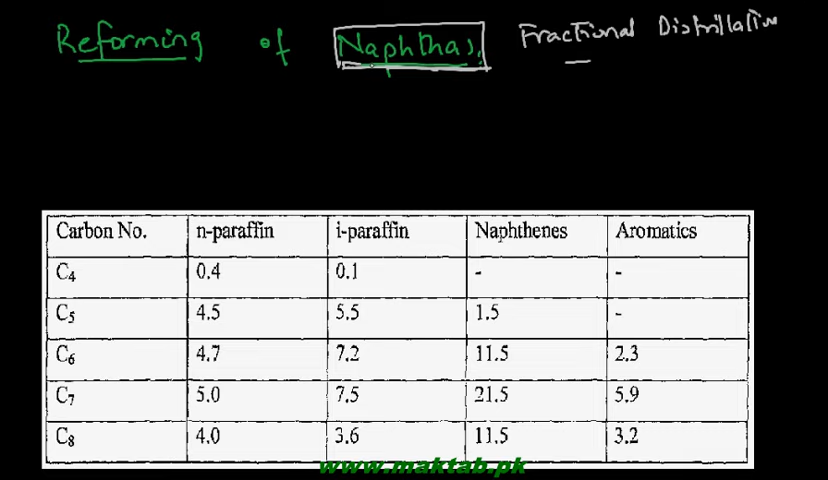 Reforming of Naphthas. Fractional Distillation
Carbon No. n-paraffin i-paraffin Naphthenes Aromatics
C₄ 0.4 0.1 - -
C₅ 4.5 5.5 1.5 -
C₆ 4.7 7.2 11.5 2.3
C₇ 5.0 7.5 21.5 5.9
C₈ 4.0 3.6 11.5 3.2
www.maktab.pk